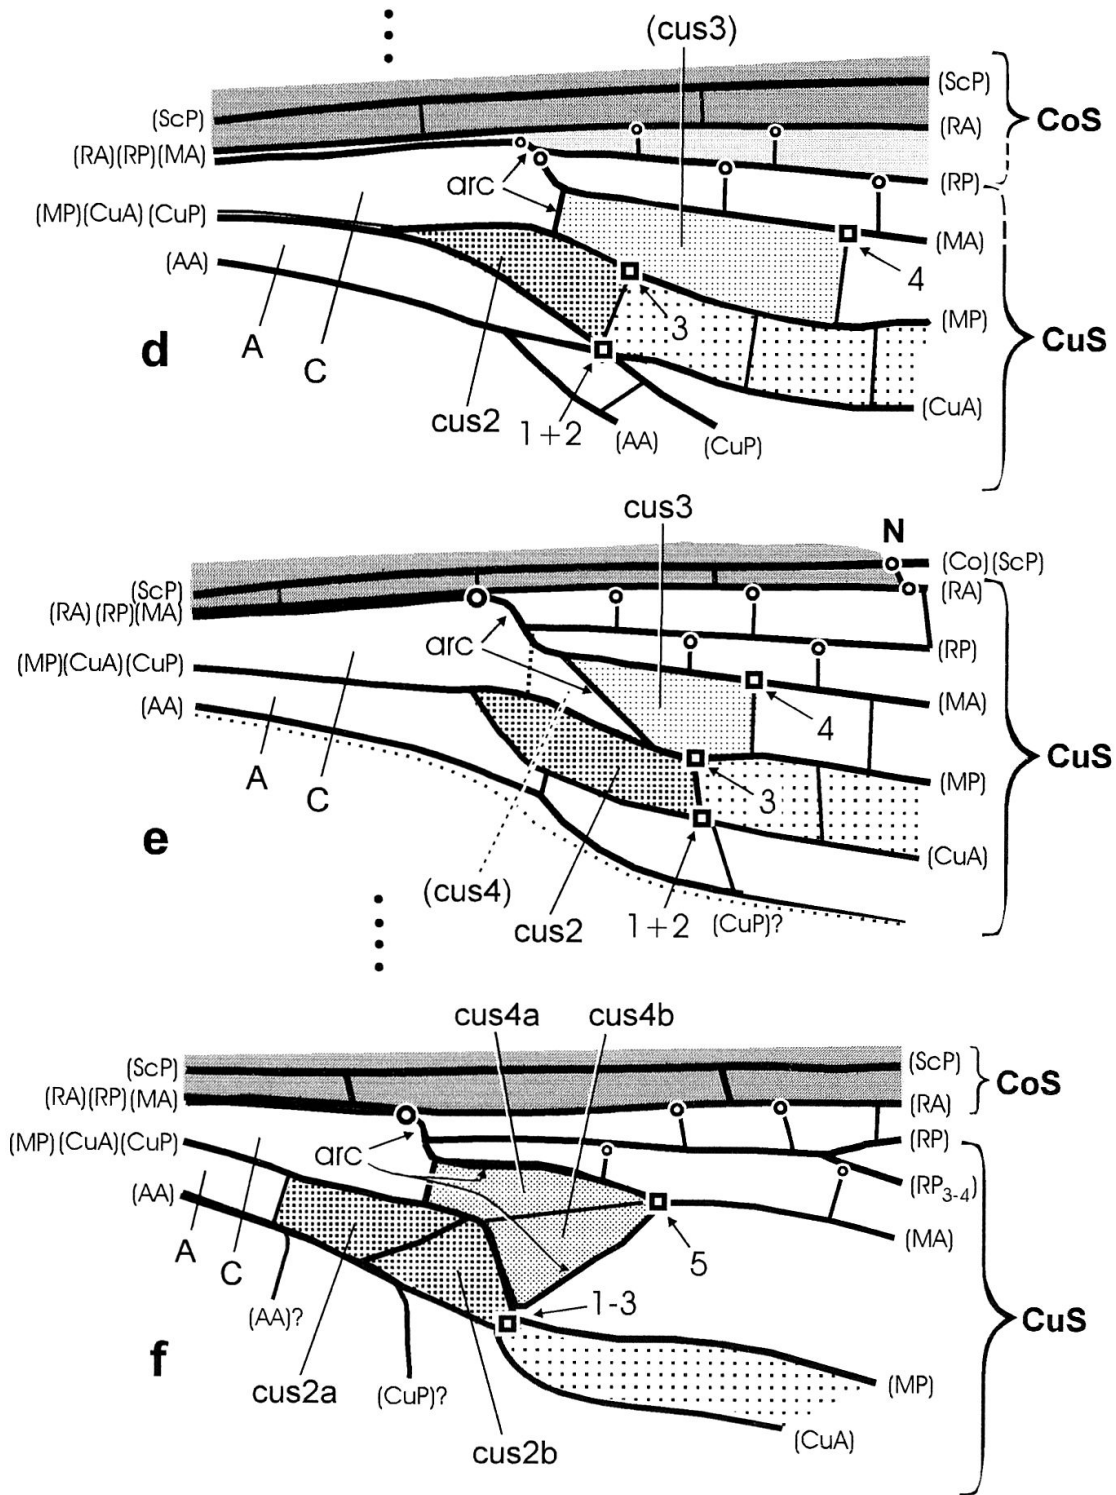 (cus3)
(ScP)
(ScP)
CoS
(RA)
(RA)(RP)(MA)
(RP)
arc
(MP)(CuA)(CuP)
(MA)
4
(AA)
3
(MP)
CuS
d
A
C
(CuA)
cus2
1+2
(AA)
(CuP)
cus3
N
(Co)(ScP)
(ScP)
(RA)
(RA)(RP)(MA)
arc
(RP)
(MP)(CuA)(CuP)
(MA)
(AA)
4
CuS
A
C
3
(MP)
e
(CuA)
(cus4)
cus2
1+2
(CuP)?
cus4a
cus4b
(ScP)
(ScP)
CoS
(RA)(RP)(MA)
(RA)
(MP)(CuA)(CuP)
(RP)
arc
(RP3-4)
(AA)
(MA)
A
C
5
(AA)?
1-3
CuS
f
cus2a
(CuP)?
(MP)
(CuA)
cus2b